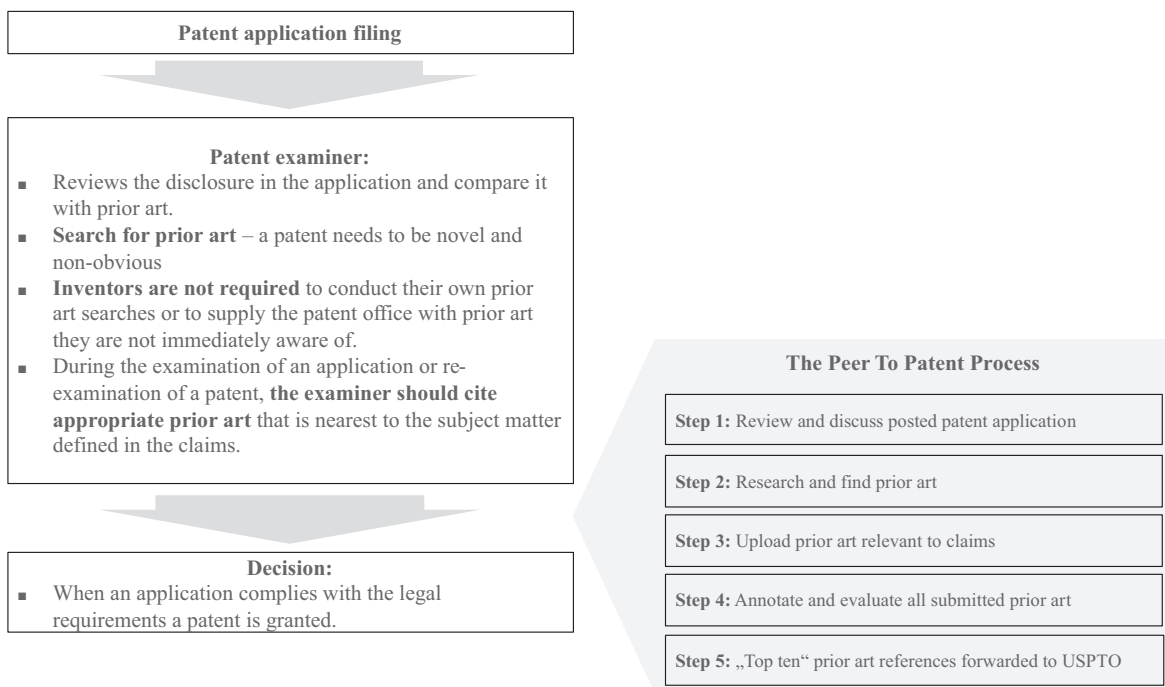 Patent application filing
Patent examiner:
▪ Reviews the disclosure in the application and compare it
with prior art.
▪ Search for prior art – a patent needs to be novel and
non-obvious
▪ Inventors are not required to conduct their own prior
art searches or to supply the patent office with prior art
they are not immediately aware of.
▪ During the examination of an application or re-
examination of a patent, the examiner should cite
appropriate prior art that is nearest to the subject matter
defined in the claims.
Decision:
▪ When an application complies with the legal
requirements a patent is granted.
The Peer To Patent Process
Step 1: Review and discuss posted patent application
Step 2: Research and find prior art
Step 3: Upload prior art relevant to claims
Step 4: Annotate and evaluate all submitted prior art
Step 5: „Top ten“ prior art references forwarded to USPTO